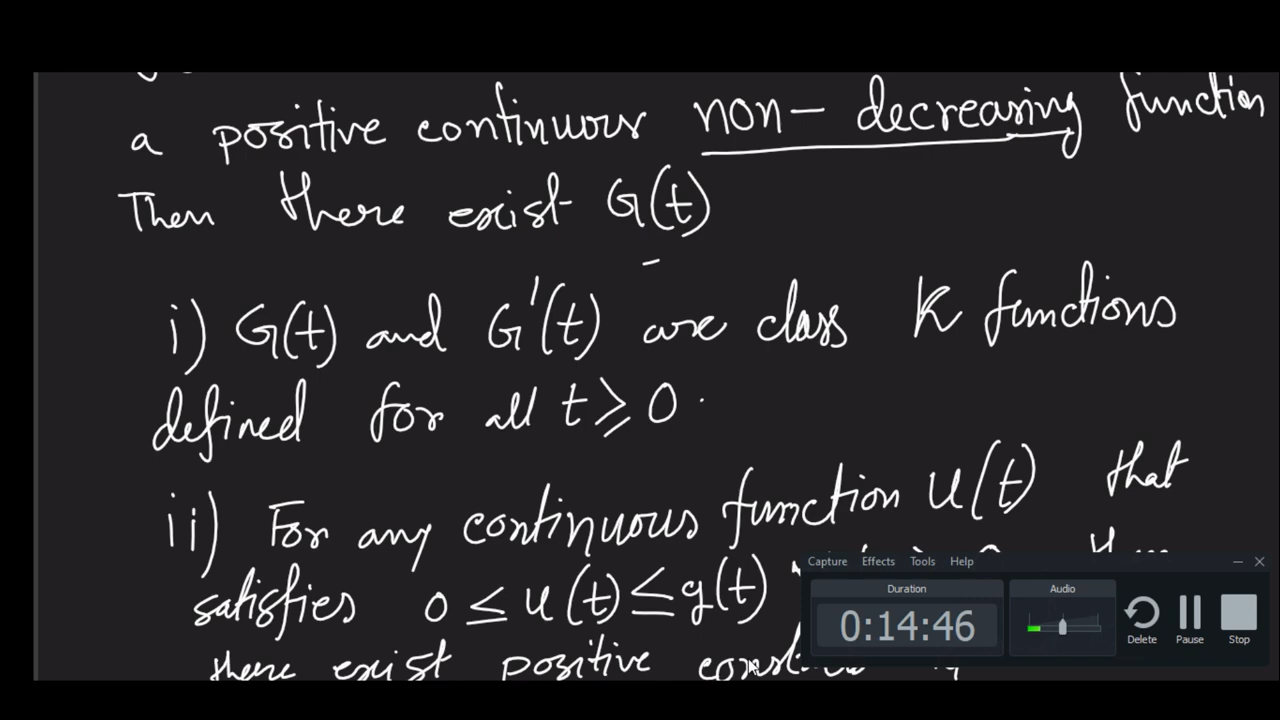 a positive continuous non- decreasing function
Then there exist G(t)
i) G(t) and G'(t) are class K functions
defined for all t ≥ 0.
ii) For any continuous function u(t) that
satisfies 0 ≤ u(t) ≤ g(t)
there exist positive
Capture Effects Tools Help
Duration
0:14:46
Audio
Delete Pause Stop